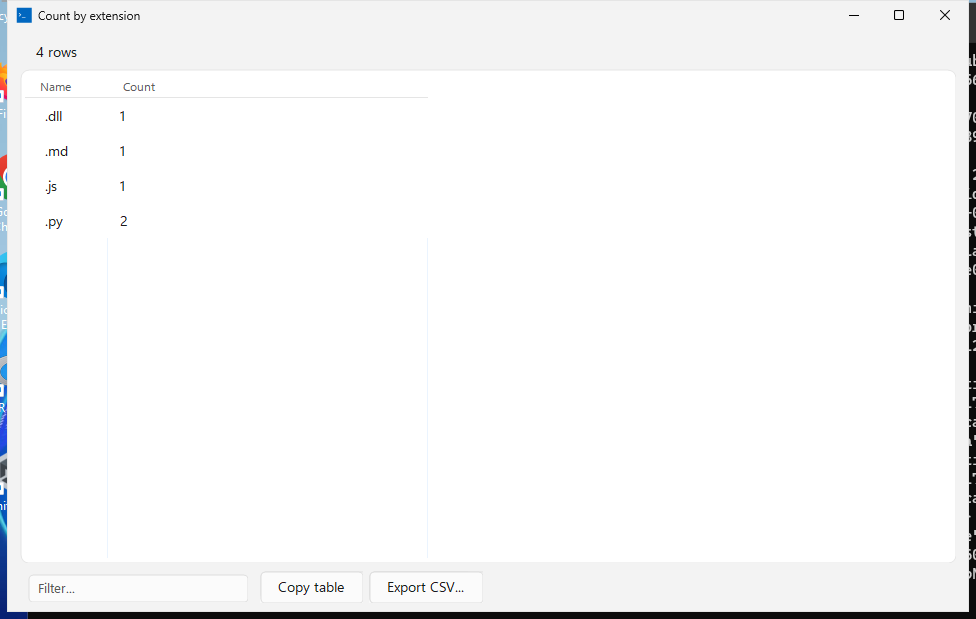 Count by extension
4 rows
Name Count
.dll 1
.md 1
.js 1
.py 2
Filter...
Copy table
Export CSV...